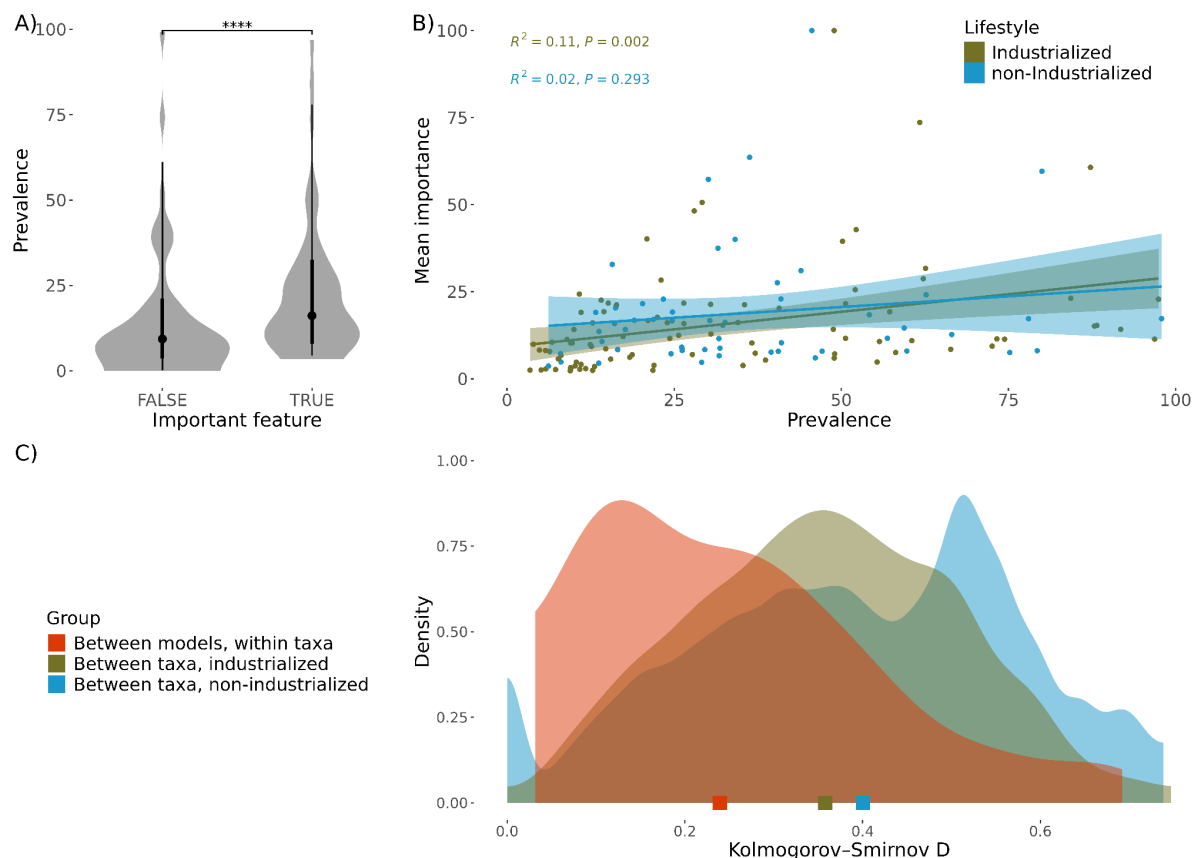 A)
****
100
75
50
25
0
Prevalence
FALSE TRUE
Important feature
B)
R² = 0.11, P = 0.002
R² = 0.02, P = 0.293
Lifestyle
Industrialized
non-Industrialized
100
75
50
25
0
Mean importance
0 25 50 75 100
Prevalence
C)
Group
Between models, within taxa
Between taxa, industrialized
Between taxa, non-industrialized
1.00
0.75
0.50
0.25
0.00
Density
0.0 0.2 0.4 0.6
Kolmogorov–Smirnov D